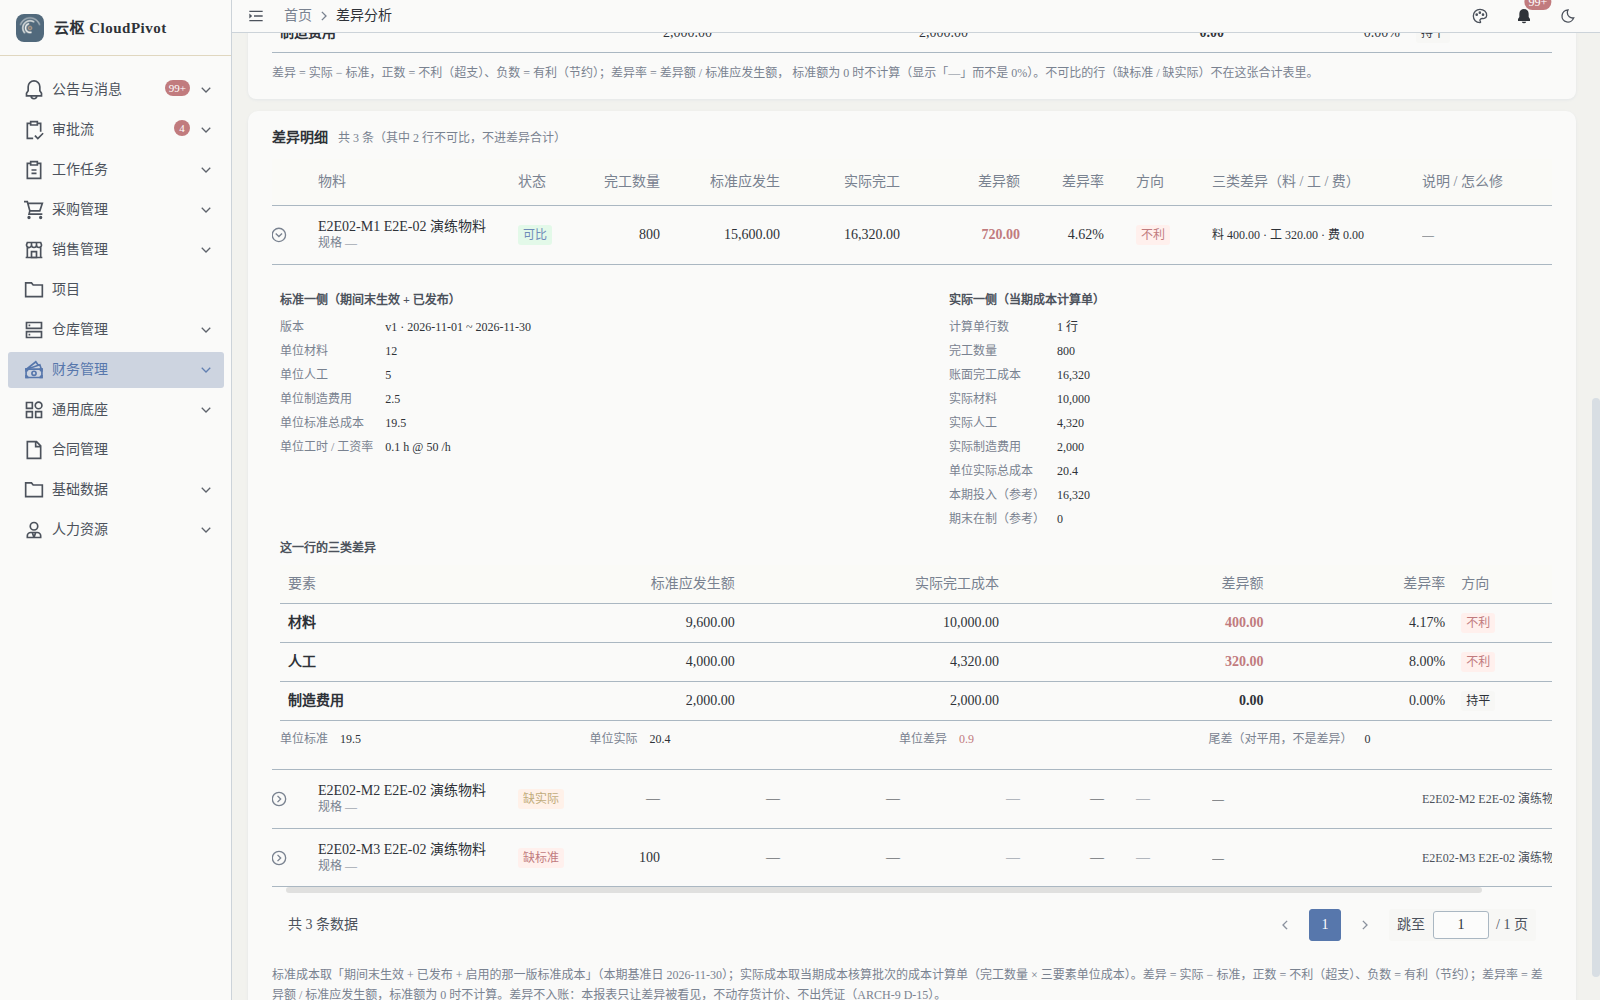 云枢 CloudPivot
首页 > 差异分析
99+
公告与消息 99+
审批流 4
工作任务
采购管理
销售管理
项目
仓库管理
财务管理
通用底座
合同管理
基础数据
人力资源
制造费用 2,000.00 2,000.00 0.00 0.00% 持平
差异 = 实际 − 标准，正数 = 不利（超支）、负数 = 有利（节约）；差异率 = 差异额 / 标准应发生额， 标准额为 0 时不计算（显示「—」而不是 0%）。不可比的行（缺标准 / 缺实际）不在这张合计表里。
差异明细 共 3 条（其中 2 行不可比，不进差异合计）
物料 状态 完工数量 标准应发生 实际完工 差异额 差异率 方向 三类差异（料 / 工 / 费） 说明 / 怎么修
E2E02-M1 E2E-02 演练物料
规格 —
可比 800 15,600.00 16,320.00 720.00 4.62% 不利 料 400.00 · 工 320.00 · 费 0.00 —
标准一侧（期间末生效 + 已发布）
版本 v1 · 2026-11-01 ~ 2026-11-30
单位材料 12
单位人工 5
单位制造费用 2.5
单位标准总成本 19.5
单位工时 / 工资率 0.1 h @ 50 /h
实际一侧（当期成本计算单）
计算单行数 1 行
完工数量 800
账面完工成本 16,320
实际材料 10,000
实际人工 4,320
实际制造费用 2,000
单位实际总成本 20.4
本期投入（参考） 16,320
期末在制（参考） 0
这一行的三类差异
要素 标准应发生额 实际完工成本 差异额 差异率 方向
材料 9,600.00 10,000.00 400.00 4.17% 不利
人工 4,000.00 4,320.00 320.00 8.00% 不利
制造费用 2,000.00 2,000.00 0.00 0.00% 持平
单位标准 19.5 单位实际 20.4 单位差异 0.9 尾差（对平用，不是差异） 0
E2E02-M2 E2E-02 演练物料
规格 —
缺实际 — — — — — — — E2E02-M2 E2E-02 演练物
E2E02-M3 E2E-02 演练物料
规格 —
缺标准 100 — — — — — — E2E02-M3 E2E-02 演练物
共 3 条数据 1 跳至 1 / 1 页
标准成本取「期间末生效 + 已发布 + 启用的那一版标准成本」（本期基准日 2026-11-30）；实际成本取当期成本核算批次的成本计算单（完工数量 × 三要素单位成本）。差异 = 实际 − 标准，正数 = 不利（超支）、负数 = 有利（节约）；差异率 = 差
异额 / 标准应发生额，标准额为 0 时不计算。差异不入账：本报表只让差异被看见，不动存货计价、不出凭证（ARCH-9 D-15）。